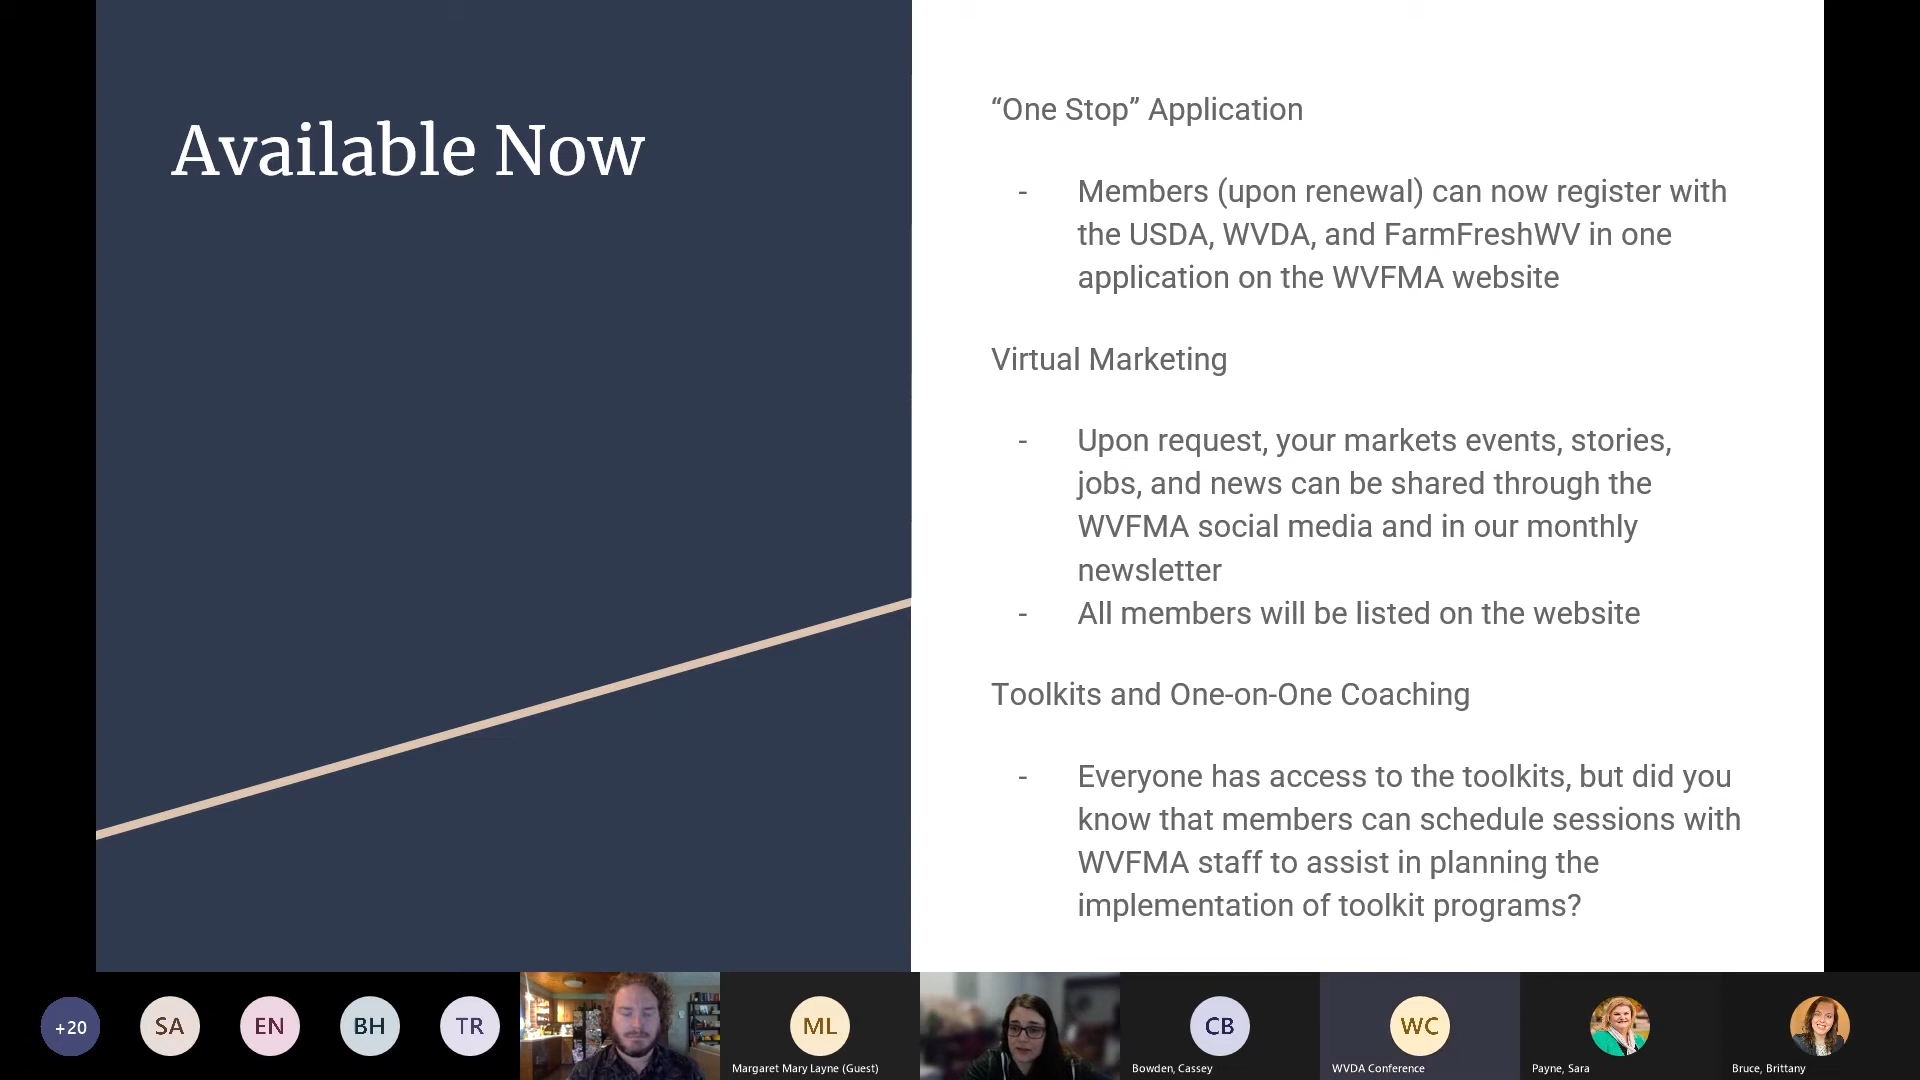 Available Now
“One Stop” Application
- Members (upon renewal) can now register with
the USDA, WVDA, and FarmFreshWV in one
application on the WVFMA website
Virtual Marketing
- Upon request, your markets events, stories,
jobs, and news can be shared through the
WVFMA social media and in our monthly
newsletter
- All members will be listed on the website
Toolkits and One-on-One Coaching
- Everyone has access to the toolkits, but did you
know that members can schedule sessions with
WVFMA staff to assist in planning the
implementation of toolkit programs?
+20
SA
EN
BH
TR
ML
Margaret Mary Layne (Guest)
CB
Bowden, Cassey
WC
WVDA Conference
Payne, Sara
Bruce, Brittany